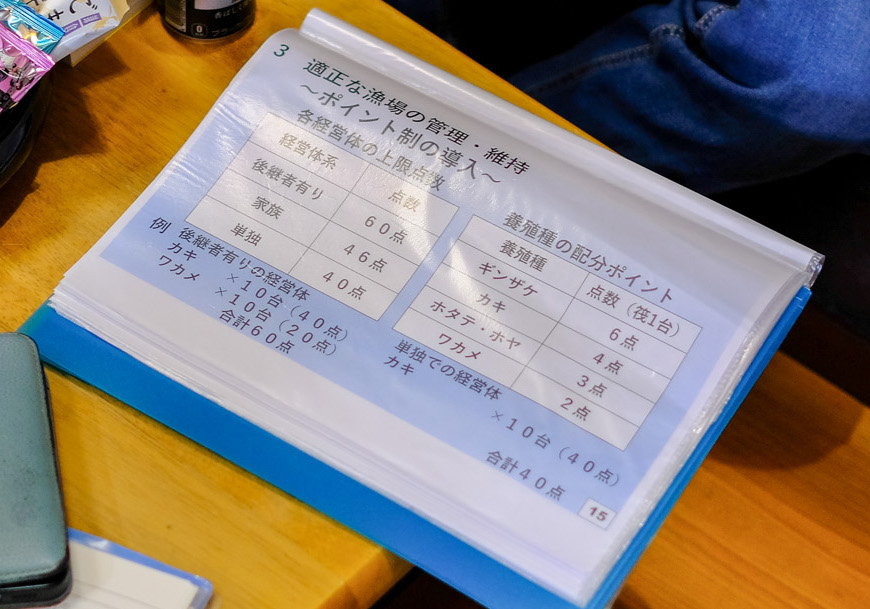 3 適正な漁場の管理・維持
～ポイント制の導入～
各経営体の上限点数
経営体系 点数
後継者有り 60点
家族 46点
単独 40点
例 後継者有りの経営体
カキ ×10台（40点）
ワカメ ×10台（20点）
合計60点
養殖種の配分ポイント
養殖種 点数（筏1台）
ギンザケ 6点
カキ 4点
ホタテ・ホヤ 3点
ワカメ 2点
単独での経営体
カキ ×10台（40点）
合計40点
15